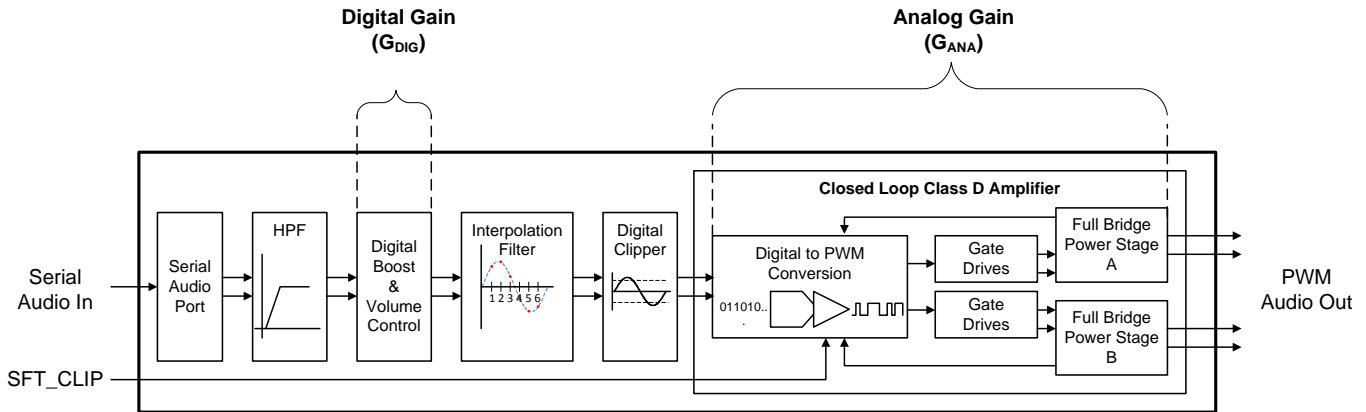 Digital Gain
(GDIG)
Analog Gain
(GANA)
Closed Loop Class D Amplifier
Serial
Audio In
Serial
Audio
Port
HPF
Digital
Boost
&
Volume
Control
Interpolation
Filter
1 2 3 4 5 6
Digital
Clipper
Digital to PWM
Conversion
011010..
.
Gate
Drives
Gate
Drives
Full Bridge
Power Stage
A
Full Bridge
Power Stage
B
PWM
Audio Out
SFT_CLIP